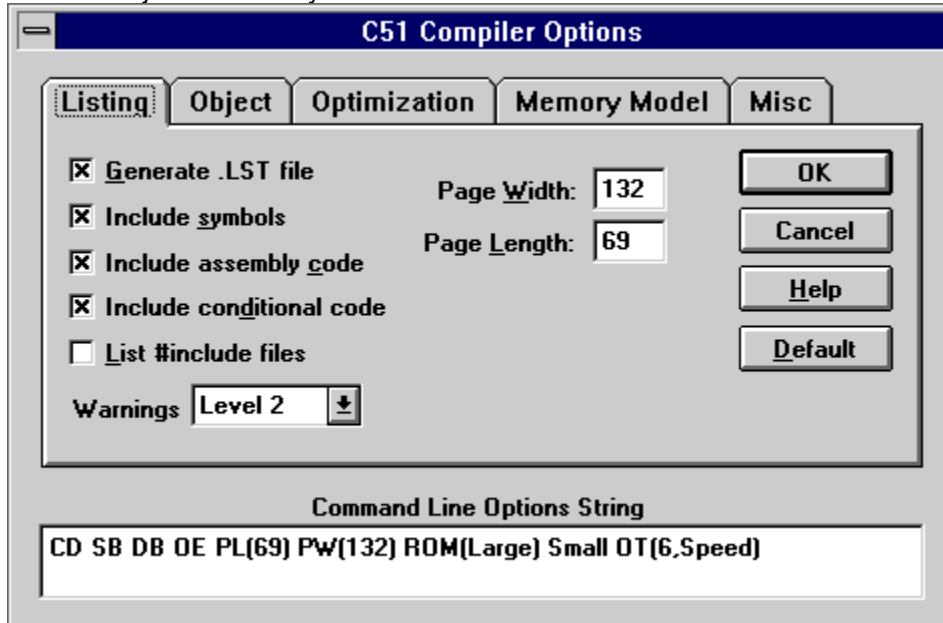 C51 Compiler Options
Listing Object Optimization Memory Model Misc
Generate .LST file
Include symbols
Include assembly code
Include conditional code
List #include files
Warnings Level 2
Page Width: 132
Page Length: 69
OK
Cancel
Help
Default
Command Line Options String
CD SB DB OE PL(69) PW(132) ROM(Large) Small OT(6,Speed)